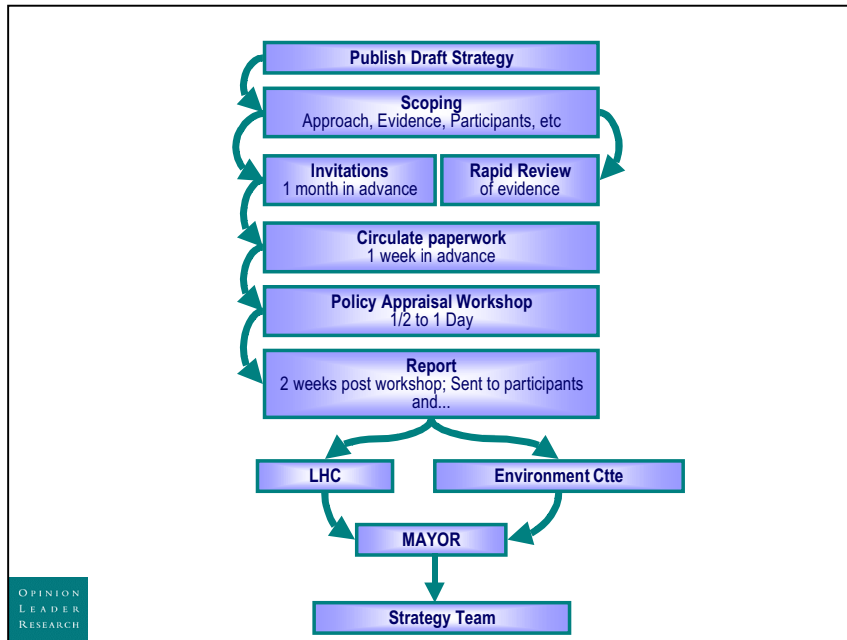 Publish Draft Strategy
Scoping
Approach, Evidence, Participants, etc
Invitations
1 month in advance
Rapid Review
of evidence
Circulate paperwork
1 week in advance
Policy Appraisal Workshop
1/2 to 1 Day
Report
2 weeks post workshop; Sent to participants
and...
LHC
Environment Ctte
MAYOR
Strategy Team
OPINION
LEADER
RESEARCH